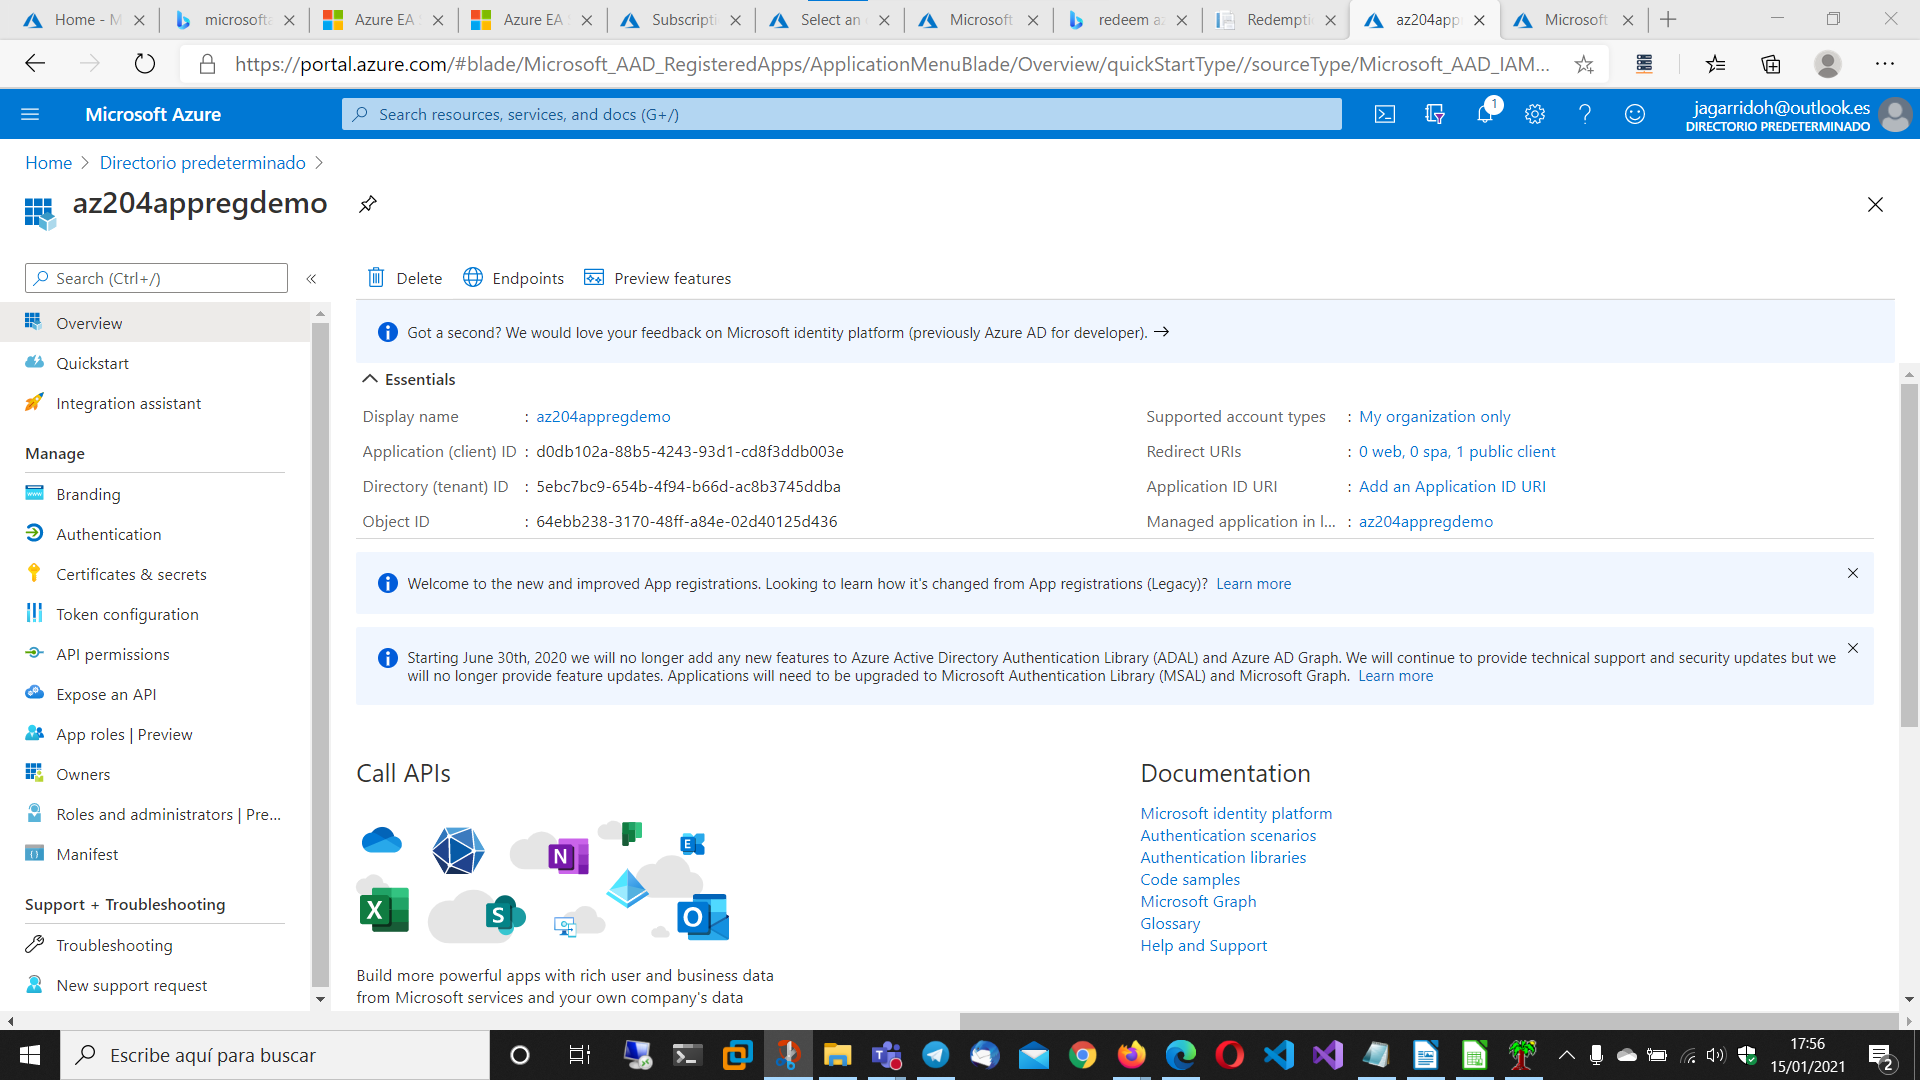 Home - M
microsofta
Azure EA
Azure EA
Subscripti
Select an
Microsoft
redeem az
Redempti
az204app
Microsoft
https://portal.azure.com/#blade/Microsoft_AAD_RegisteredApps/ApplicationMenuBlade/Overview/quickStartType//sourceType/Microsoft_AAD_IAM...
Microsoft Azure
Search resources, services, and docs (G+/)
1
jagarridoh@outlook.es
DIRECTORIO PREDETERMINADO
Home > Directorio predeterminado >
az204appregdemo
Search (Ctrl+/)
«
Delete
Endpoints
Preview features
Overview
Quickstart
Integration assistant
Manage
Branding
Authentication
Certificates & secrets
Token configuration
API permissions
Expose an API
App roles | Preview
Owners
Roles and administrators | Pre...
Manifest
Support + Troubleshooting
Troubleshooting
New support request
Got a second? We would love your feedback on Microsoft identity platform (previously Azure AD for developer). →
Essentials
Display name : az204appregdemo
Application (client) ID : d0db102a-88b5-4243-93d1-cd8f3ddb003e
Directory (tenant) ID : 5ebc7bc9-654b-4f94-b66d-ac8b3745ddba
Object ID : 64ebb238-3170-48ff-a84e-02d40125d436
Supported account types : My organization only
Redirect URIs : 0 web, 0 spa, 1 public client
Application ID URI : Add an Application ID URI
Managed application in l... : az204appregdemo
Welcome to the new and improved App registrations. Looking to learn how it's changed from App registrations (Legacy)? Learn more
Starting June 30th, 2020 we will no longer add any new features to Azure Active Directory Authentication Library (ADAL) and Azure AD Graph. We will continue to provide technical support and security updates but we
will no longer provide feature updates. Applications will need to be upgraded to Microsoft Authentication Library (MSAL) and Microsoft Graph. Learn more
Call APIs
N
E
X
S
O
Build more powerful apps with rich user and business data
from Microsoft services and your own company's data
Documentation
Microsoft identity platform
Authentication scenarios
Authentication libraries
Code samples
Microsoft Graph
Glossary
Help and Support
Escribe aquí para buscar
17:56
15/01/2021
2